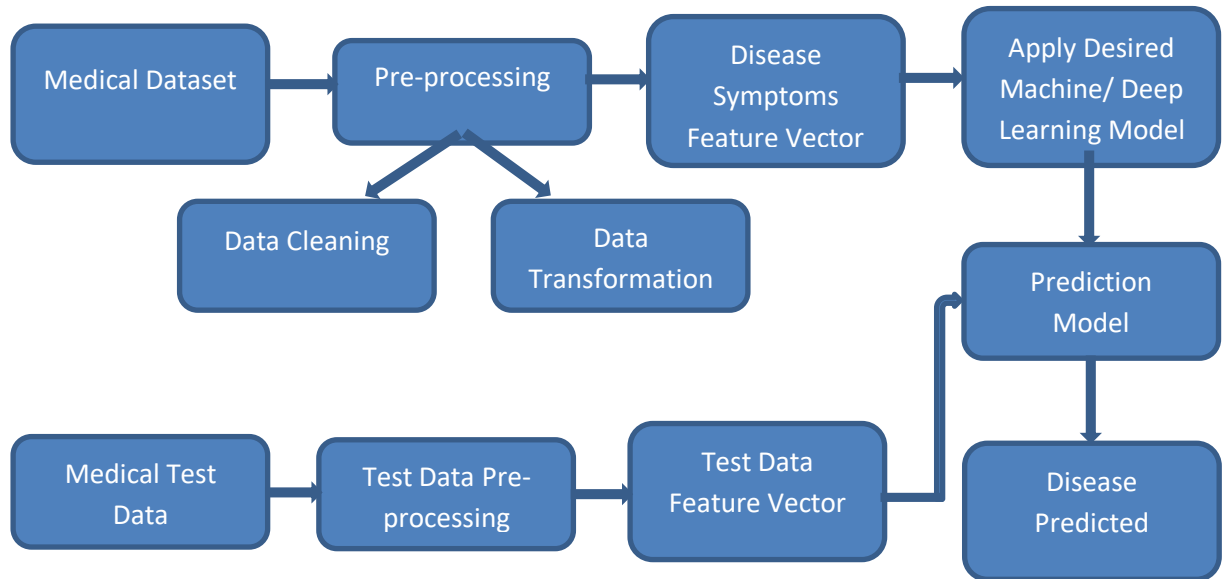 Medical Dataset
Pre-processing
Disease
Symptoms
Feature Vector
Apply Desired
Machine/ Deep
Learning Model
Data Cleaning
Data
Transformation
Prediction
Model
Medical Test
Data
Test Data Pre-
processing
Test Data
Feature Vector
Disease
Predicted